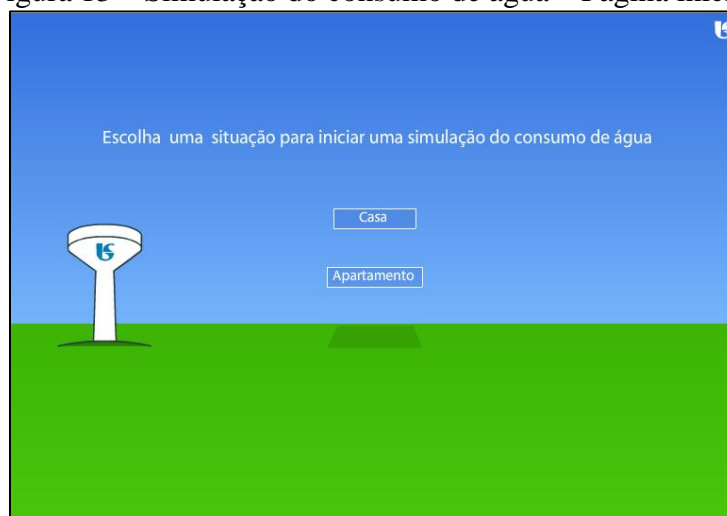 Escolha uma situação para iniciar uma simulação do consumo de água
Casa
Apartamento